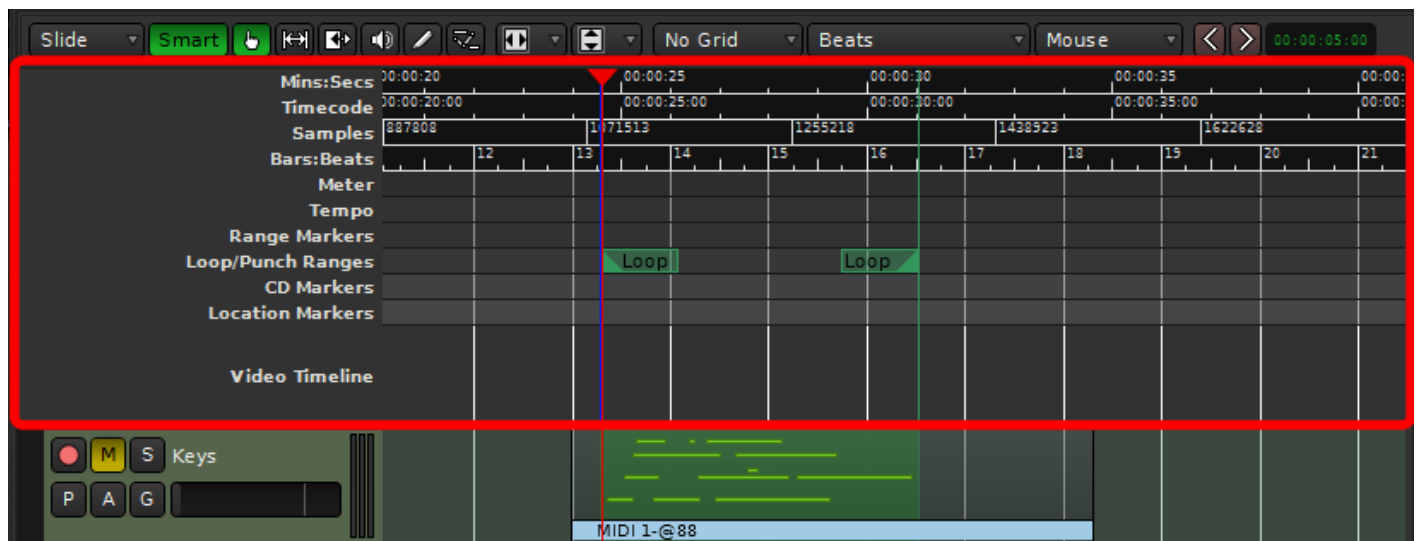 Slide Smart No Grid Beats Mouse 00:00:05:00
Mins:Secs 00:00:20 00:00:25 00:00:30 00:00:35 00:00:
Timecode 00:00:20:00 00:00:25:00 00:00:30:00 00:00:35:00 00:00:
Samples 887808 1071513 1255218 1438923 1622628
Bars:Beats 12 13 14 15 16 17 18 19 20 21
Meter
Tempo
Range Markers
Loop/Punch Ranges Loop Loop
CD Markers
Location Markers
Video Timeline
M S Keys
P A G
MIDI 1-@88